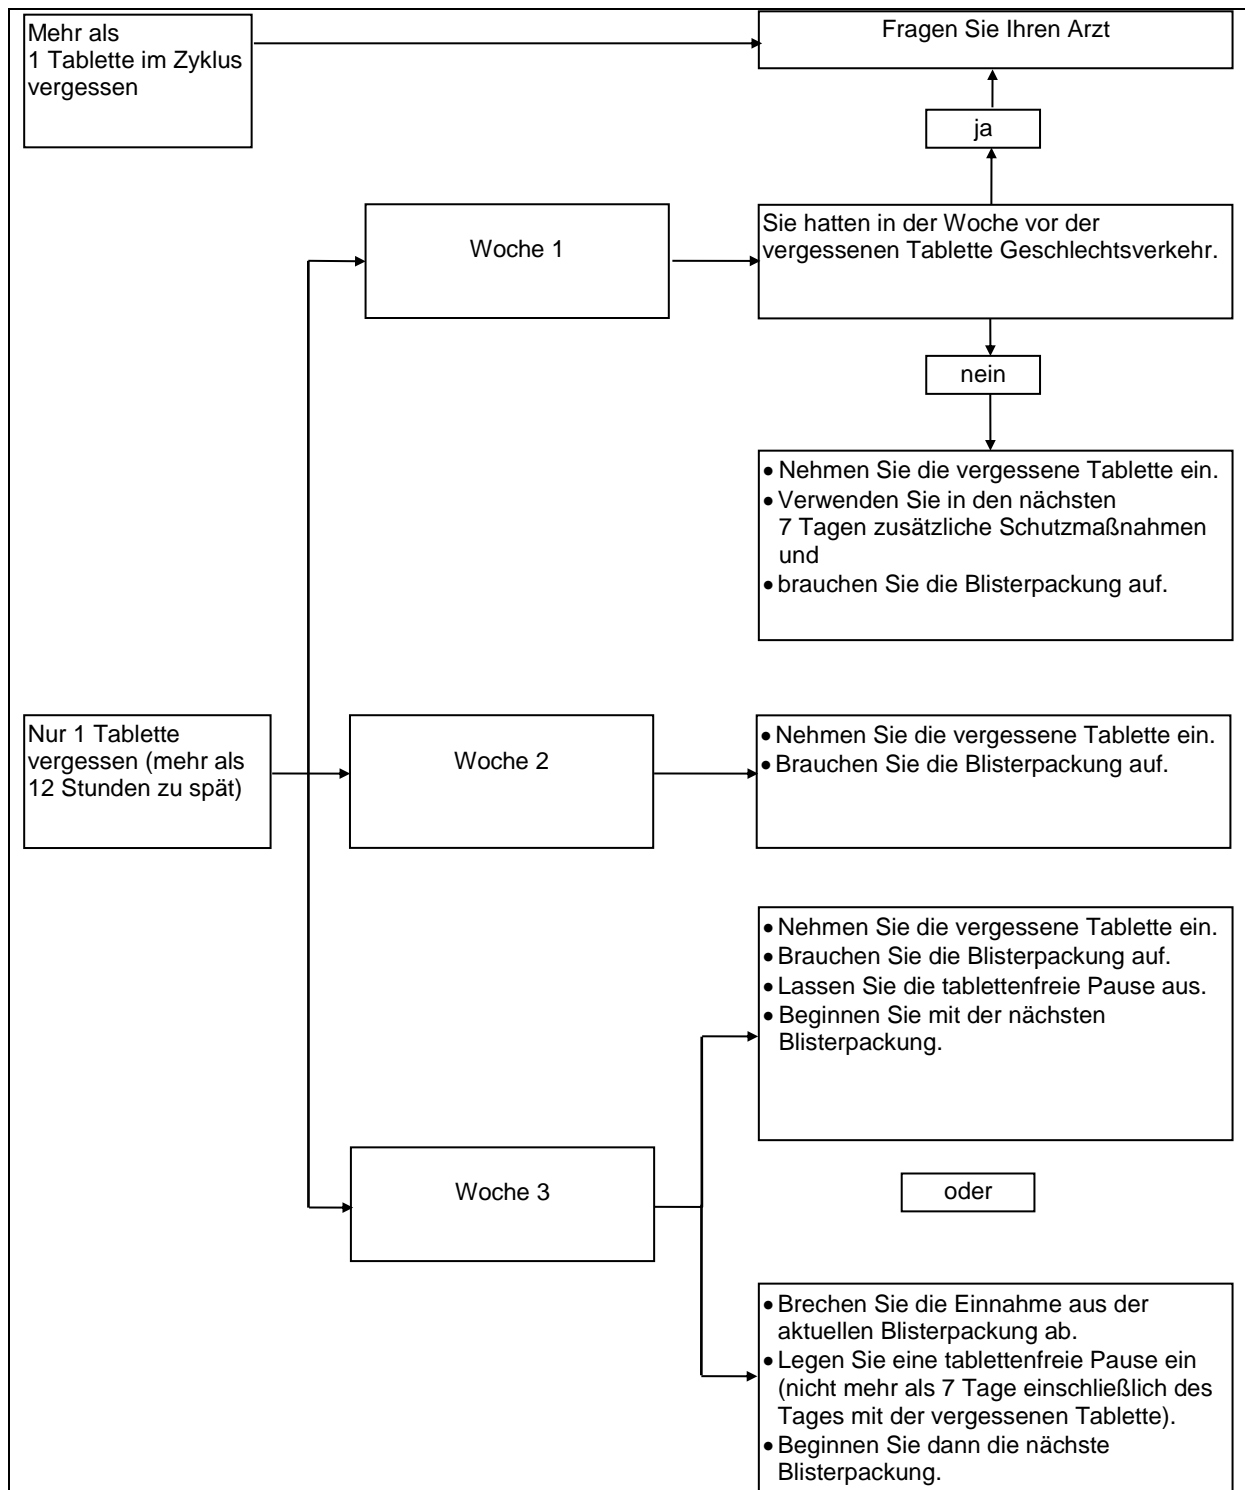 Mehr als
1 Tablette im Zyklus
vergessen
Fragen Sie Ihren Arzt
ja
Woche 1
Sie hatten in der Woche vor der
vergessenen Tablette Geschlechtsverkehr.
nein
• Nehmen Sie die vergessene Tablette ein.
• Verwenden Sie in den nächsten
7 Tagen zusätzliche Schutzmaßnahmen
und
• brauchen Sie die Blisterpackung auf.
Nur 1 Tablette
vergessen (mehr als
12 Stunden zu spät)
Woche 2
• Nehmen Sie die vergessene Tablette ein.
• Brauchen Sie die Blisterpackung auf.
• Nehmen Sie die vergessene Tablette ein.
• Brauchen Sie die Blisterpackung auf.
• Lassen Sie die tablettenfreie Pause aus.
• Beginnen Sie mit der nächsten
Blisterpackung.
Woche 3
oder
• Brechen Sie die Einnahme aus der
aktuellen Blisterpackung ab.
• Legen Sie eine tablettenfreie Pause ein
(nicht mehr als 7 Tage einschließlich des
Tages mit der vergessenen Tablette).
• Beginnen Sie dann die nächste
Blisterpackung.